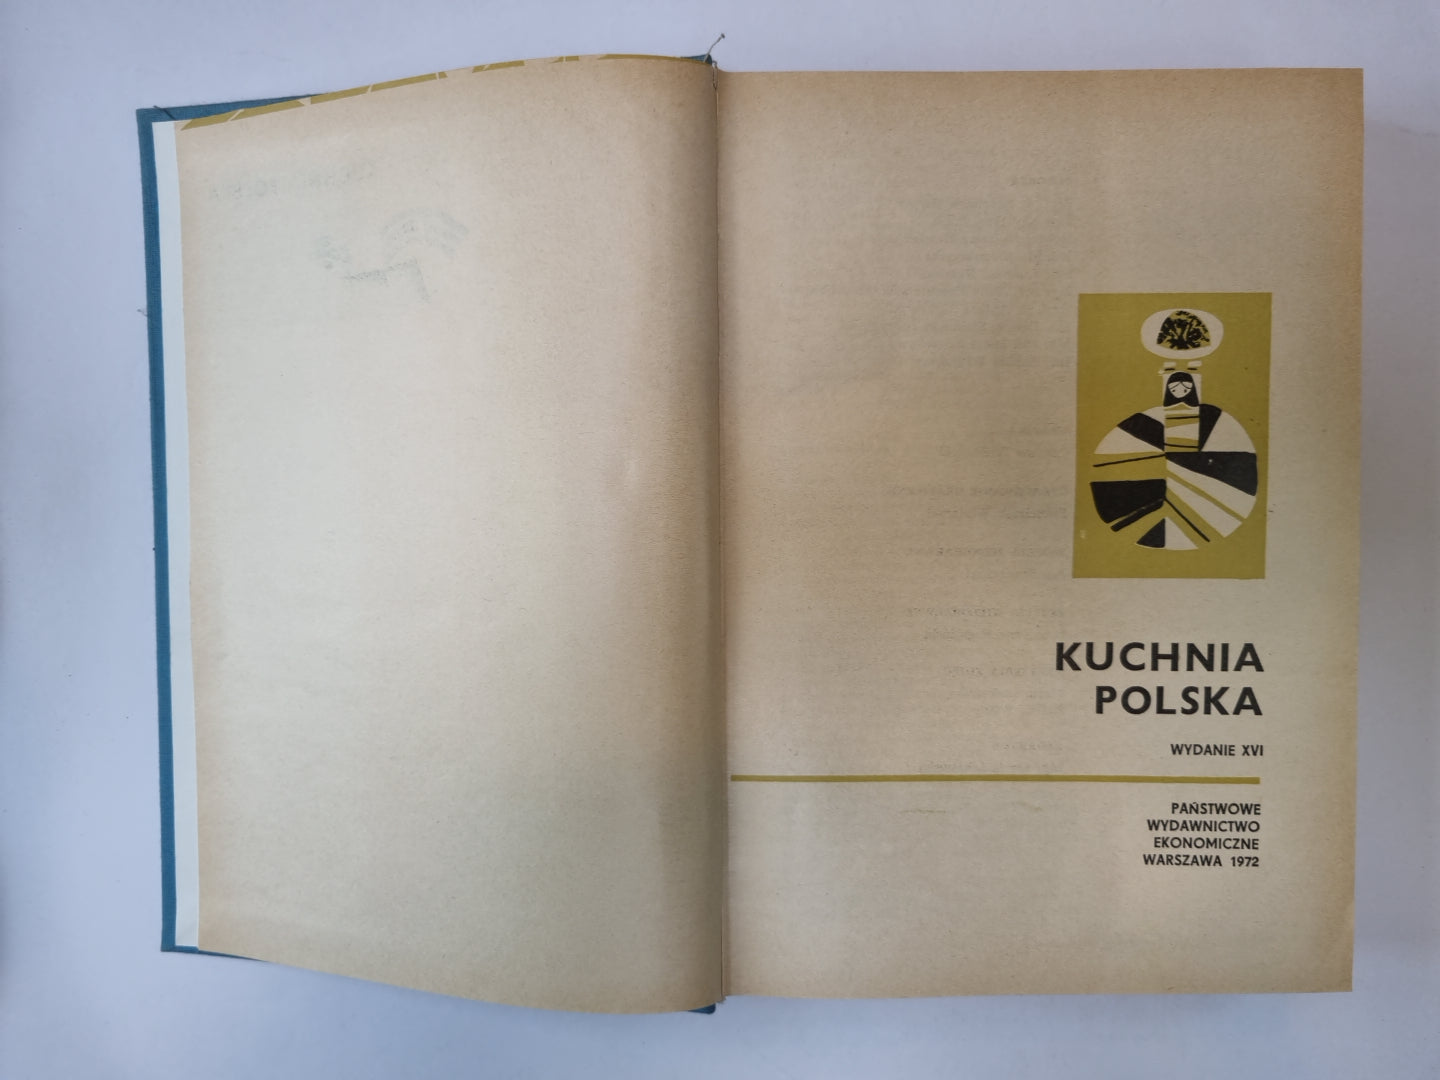 KUCHNIA
POLSKA
WYDANIE XVI
PAŃSTWOWE
WYDAWNICTWO
EKONOMICZNE
WARSZAWA 1972